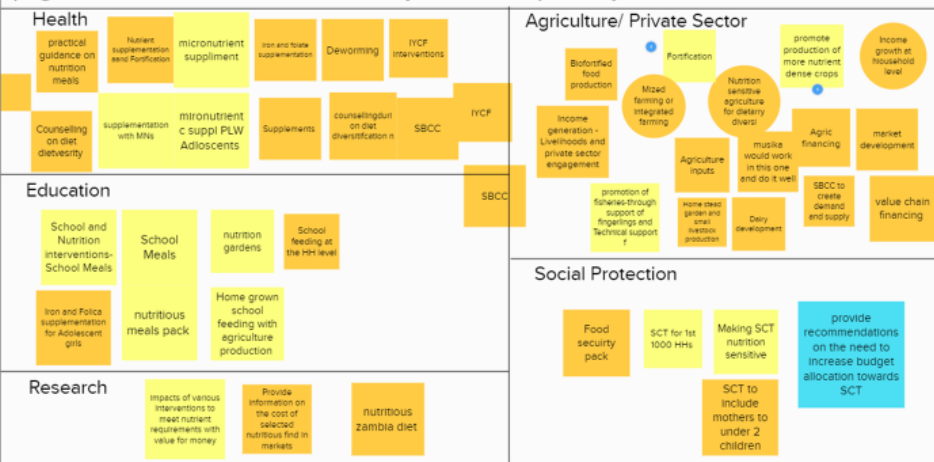 Health
practical
guidance on
nutrition
meals
Nutrient
supplementation
aand Fortification
micronutrient
suppliment
Iron and folate
supplementation
Deworming
IYCF
interventions
Counselling
on diet
dietvesrity
supplementation
with MNs
mironutrient
c suppl PLW
Adloscents
Supplements
counsellingduri
on diet
diversitifcation n
SBCC
IYCF
SBCC
Education
School and
Nutrition
interventions-
School Meals
School
Meals
nutrition
gardens
School
feeding at
the HH level
Iron and Folica
supplementation
for Adolescent
girls
nutritious
meals pack
Home grown
school
feeding with
agriculture
production
Research
impacts of various
interventions to
meet nutrient
requirements with
value for money
Provide
information on
the cost of
selected
nutritious find in
markets
nutritious
zambia diet
Agriculture/ Private Sector
Biofortified
food
production
Fortification
promote
production of
more nutrient
dense crops
Income
growth at
hiousehold
level
Mized
farming or
integrated
farming
Nutrition
sensitive
agriculture
for dietarry
diversi
Income
generation -
Livelihoods and
private sector
engagement
Agriculture
inputs
musika
would work
in this one
and do it well
Agric
financing
market
development
promotion of
fisheries-through
support of
fingerlings and
Technical support
f
Home stead
garden and
small
livestock
production
Dairy
development
SBCC to
create
demand
and supply
value chain
financing
Social Protection
Food
secuirty
pack
SCT for 1st
1000 HHs
Making SCT
nutrition
sensitive
provide
recommendations
on the need to
increase budget
allocation towards
SCT
SCT to
include
mothers to
under 2
children